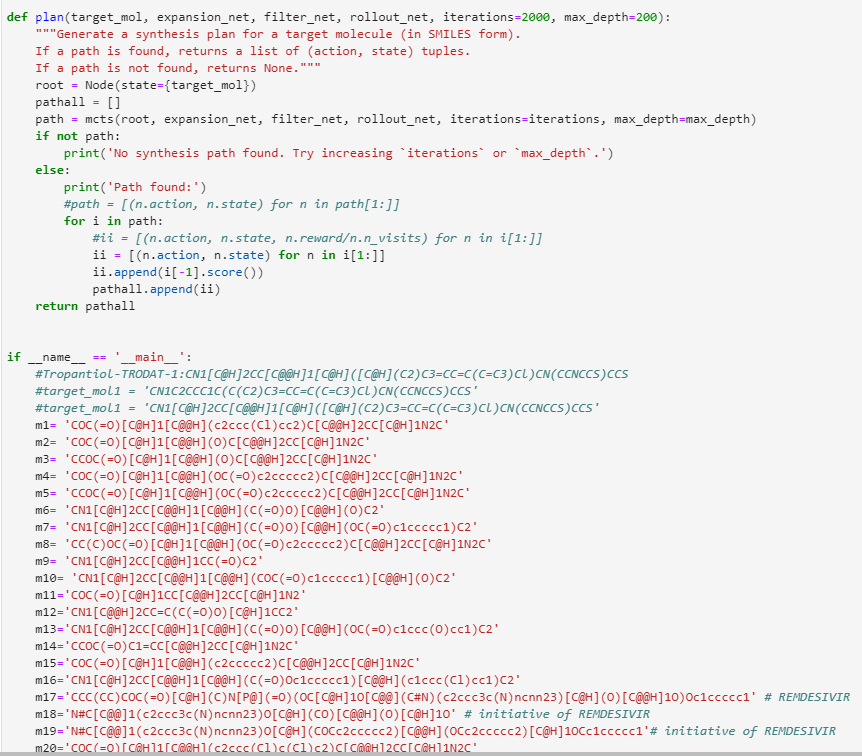 def plan(target_mol, expansion_net, filter_net, rollout_net, iterations=2000, max_depth=200):
    """Generate a synthesis plan for a target molecule (in SMILES form).
    If a path is found, returns a list of (action, state) tuples.
    If a path is not found, returns None."""
    root = Node(state={target_mol})
    pathall = []
    path = mcts(root, expansion_net, filter_net, rollout_net, iterations=iterations, max_depth=max_depth)
    if not path:
        print('No synthesis path found. Try increasing `iterations` or `max_depth`.')
    else:
        print('Path found:')
        #path = [(n.action, n.state) for n in path[1:]]
        for i in path:
            #ii = [(n.action, n.state, n.reward/n.n_visits) for n in i[1:]]
            ii = [(n.action, n.state) for n in i[1:]]
            ii.append(i[-1].score())
            pathall.append(ii)
    return pathall
if __name__ == '__main__':
    #Tropantiol-TRODAT-1:CN1[C@H]2CC[C@@H]1[C@H]([C@H](C2)C3=CC=C(C=C3)Cl)CN(CCNCCS)CCS
    #target_mol1 = 'CN1C2CCC1C(C(C2)C3=CC=C(C=C3)Cl)CN(CCNCCS)CCS'
    #target_mol1 = 'CN1[C@H]2CC[C@@H]1[C@H]([C@H](C2)C3=CC=C(C=C3)Cl)CN(CCNCCS)CCS'
    m1= 'COC(=O)[C@H]1[C@@H](c2ccc(Cl)cc2)C[C@@H]2CC[C@H]1N2C'
    m2= 'COC(=O)[C@H]1[C@@H](O)C[C@@H]2CC[C@H]1N2C'
    m3= 'CCOC(=O)[C@H]1[C@@H](O)C[C@@H]2CC[C@H]1N2C'
    m4= 'COC(=O)[C@H]1[C@@H](OC(=O)c2ccccc2)C[C@@H]2CC[C@H]1N2C'
    m5= 'CCOC(=O)[C@H]1[C@@H](OC(=O)c2ccccc2)C[C@@H]2CC[C@H]1N2C'
    m6= 'CN1[C@H]2CC[C@@H]1[C@@H](C(=O)O)[C@@H](O)C2'
    m7= 'CN1[C@H]2CC[C@@H]1[C@@H](C(=O)O)[C@@H](OC(=O)c1ccccc1)C2'
    m8= 'CC(C)OC(=O)[C@H]1[C@@H](OC(=O)c2ccccc2)C[C@@H]2CC[C@H]1N2C'
    m9= 'CN1[C@H]2CC[C@@H]1CC(=O)C2'
    m10= 'CN1[C@H]2CC[C@@H]1[C@@H](COC(=O)c1ccccc1)[C@@H](O)C2'
    m11='COC(=O)[C@H]1CC[C@@H]2CC[C@H]1N2'
    m12='CN1[C@@H]2CC=C(C(=O)O)[C@H]1CC2'
    m13='CN1[C@H]2CC[C@@H]1[C@@H](C(=O)O)[C@@H](OC(=O)c1ccc(O)cc1)C2'
    m14='CCOC(=O)C1=CC[C@@H]2CC[C@H]1N2C'
    m15='COC(=O)[C@H]1[C@@H](c2ccccc2)C[C@@H]2CC[C@H]1N2C'
    m16='CN1[C@H]2CC[C@@H]1[C@@H](C(=O)Oc1ccccc1)[C@@H](c1ccc(Cl)cc1)C2'
    m17='CCC(CC)COC(=O)[C@H](C)N[P@](=O)(OC[C@H]1O[C@@](C#N)(c2ccc3c(N)ncnn23)[C@H](O)[C@@H]1O)Oc1ccccc1' # REMDESIVIR
    m18='N#C[C@@]1(c2ccc3c(N)ncnn23)O[C@H](CO)[C@@H](O)[C@H]1O' # initiative of REMDESIVIR
    m19='N#C[C@@]1(c2ccc3c(N)ncnn23)O[C@H](COCc2ccccc2)[C@@H](OCc2ccccc2)[C@H]1OCc1ccccc1'# initiative of REMDESIVIR
    m20='COC(=O)[C@H]1[C@@H](c2ccc(Cl)c(Cl)c2)C[C@@H]2CC[C@H]1N2C'